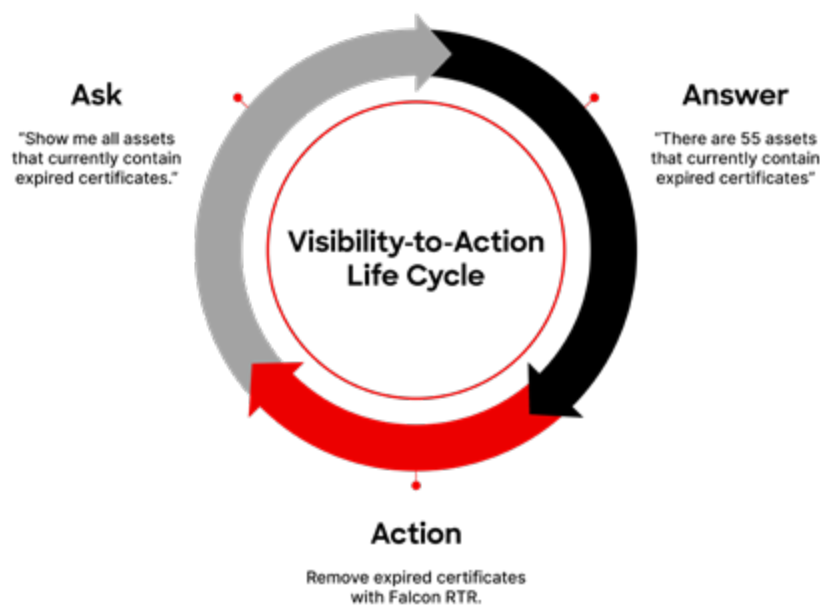 Ask
"Show me all assets
that currently contain
expired certificates."
Answer
"There are 55 assets
that currently contain
expired certificates"
Visibility-to-Action
Life Cycle
Action
Remove expired certificates
with Falcon RTR.